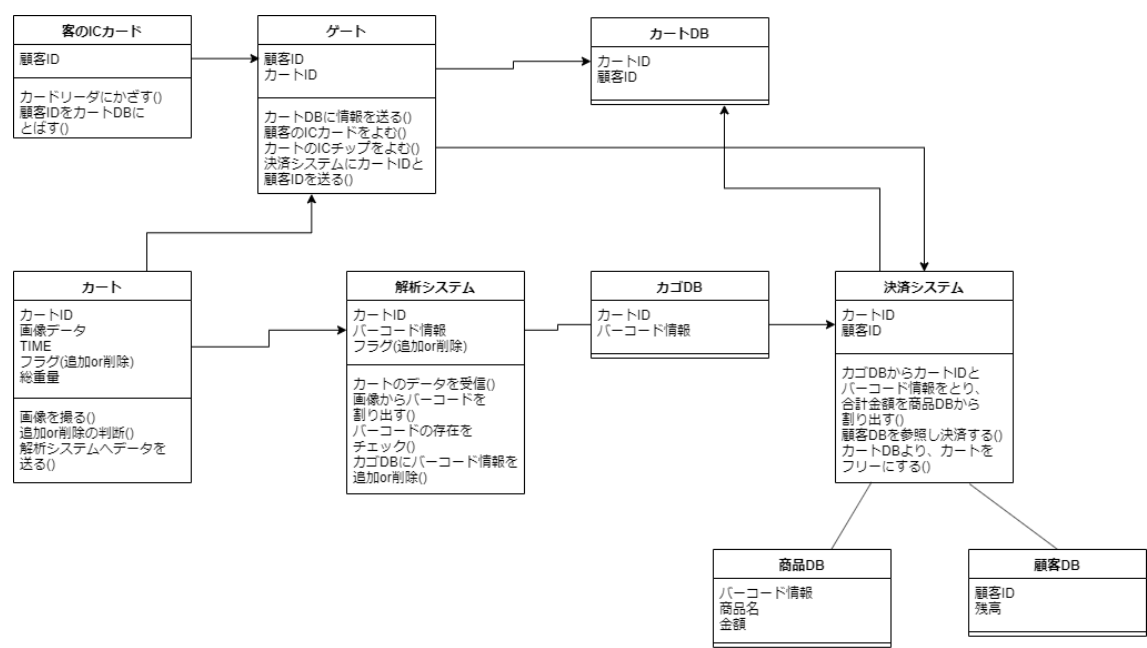 客のICカード
顧客ID
カードリーダにかざす()
顧客IDをカートDBに
とばす()
ゲート
顧客ID
カートID
カートDBに情報を送る()
顧客のICカードをよむ()
カートのICチップをよむ()
決済システムにカートIDと
顧客IDを送る()
カートDB
カートID
顧客ID
カート
カートID
画像データ
TIME
フラグ(追加or削除)
総重量
画像を撮る()
追加or削除の判断()
解析システムへデータを
送る()
解析システム
カートID
バーコード情報
フラグ(追加or削除)
カートのデータを受信()
画像からバーコードを
割り出す()
バーコードの存在を
チェック()
カゴDBにバーコード情報を
追加or削除()
カゴDB
カートID
バーコード情報
決済システム
カートID
顧客ID
カゴDBからカートIDと
バーコード情報をとり、
合計金額を商品DBから
割り出す()
顧客DBを参照し決済する()
カートDBより、カートを
フリーにする()
商品DB
バーコード情報
商品名
金額
顧客DB
顧客ID
残高